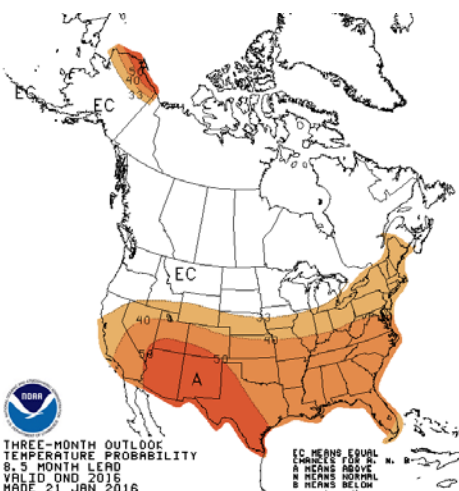 A
50
40
33
EC
EC
EC
33
40
40
50
50
A
NOAA
THREE-MONTH OUTLOOK
TEMPERATURE PROBABILITY
8.5 MONTH LEAD
VALID OND 2016
MADE 21 JAN 2016
EC MEANS EQUAL
CHANCES FOR A, N, B
A MEANS ABOVE
N MEANS NORMAL
B MEANS BELOW